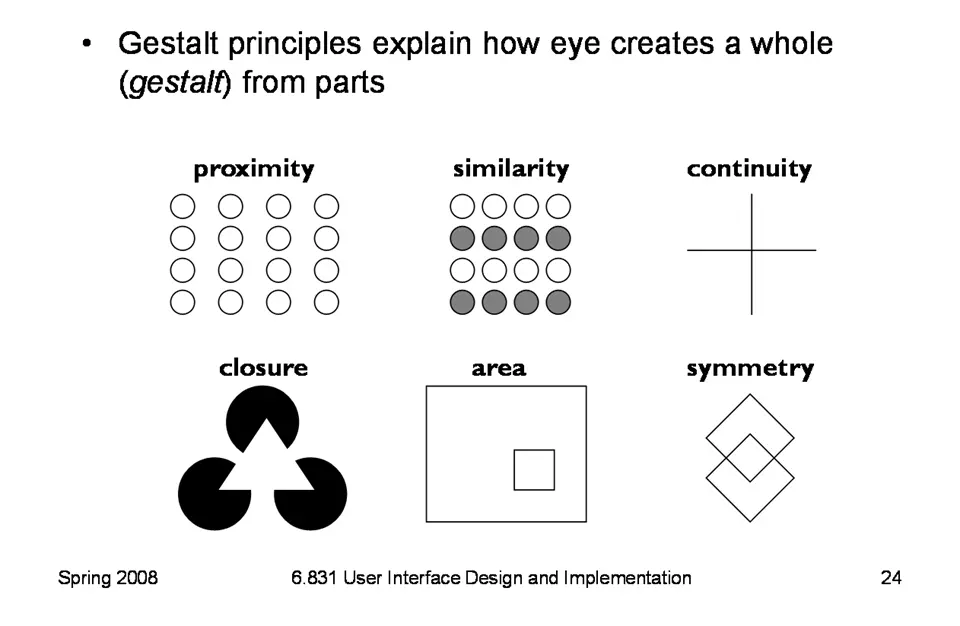 • Gestalt principles explain how eye creates a whole
(gestalt) from parts
proximity similarity continuity
closure area symmetry
Spring 2008 6.831 User Interface Design and Implementation 24